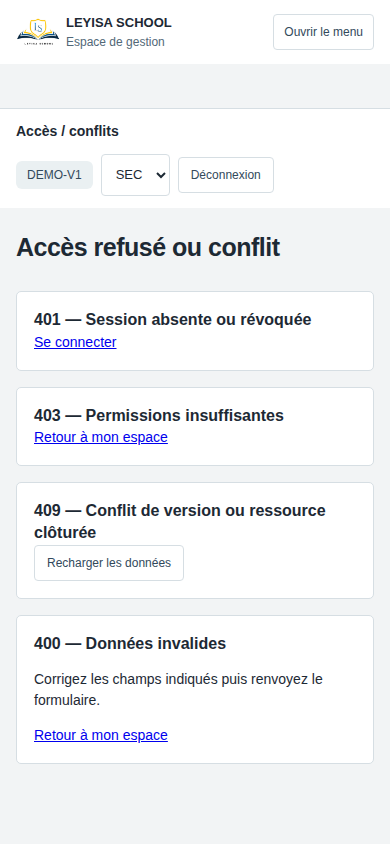 LEYISA SCHOOL
Espace de gestion
Ouvrir le menu
Accès / conflits
DEMO-V1
SEC
Déconnexion
Accès refusé ou conflit
401 — Session absente ou révoquée
Se connecter
403 — Permissions insuffisantes
Retour à mon espace
409 — Conflit de version ou ressource
clôturée
Recharger les données
400 — Données invalides
Corrigez les champs indiqués puis renvoyez le
formulaire.
Retour à mon espace